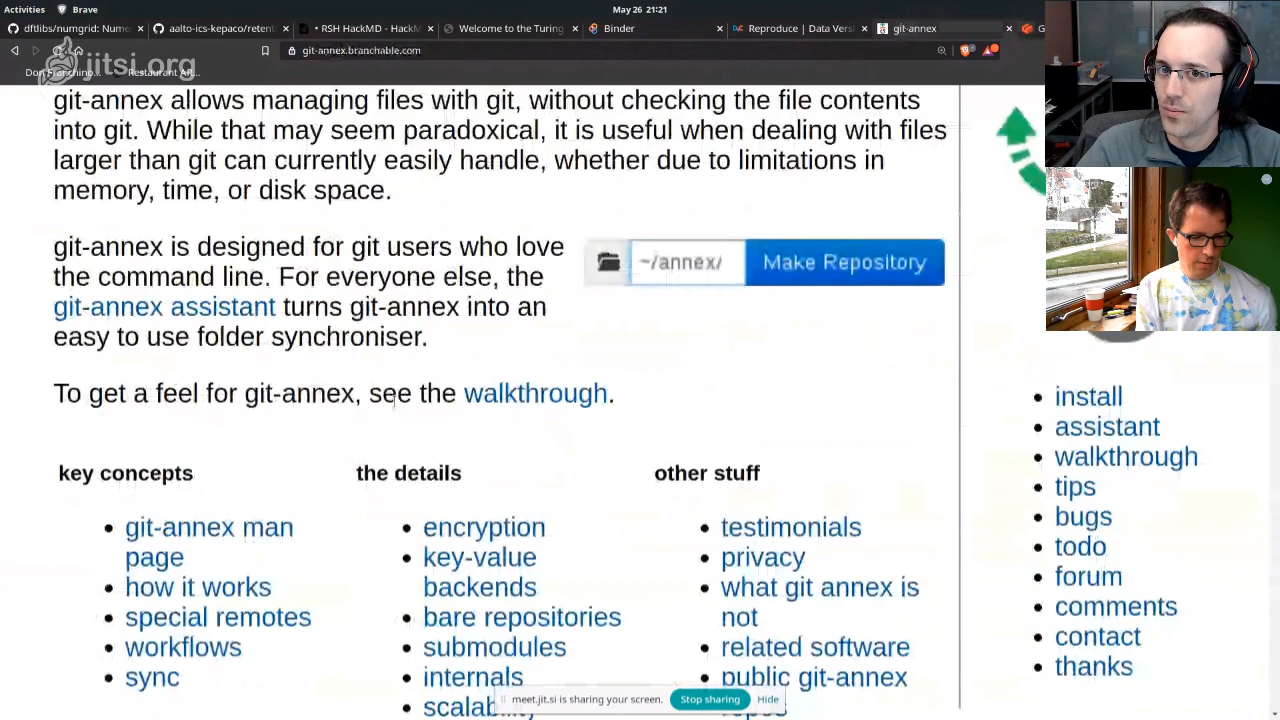 Activities
Brave
May 26 21:21
dftlibs/numgrid: Nume
aalto-ics-kepaco/retent
• RSH HackMD - HackM
Welcome to the Turing
Binder
Reproduce | Data Vers
git-annex
git-annex.branchable.com
jitsi.org
Don Franchino...
Restaurant AR...
git-annex allows managing files with git, without checking the file contents
into git. While that may seem paradoxical, it is useful when dealing with files
larger than git can currently easily handle, whether due to limitations in
memory, time, or disk space.
git-annex is designed for git users who love
the command line. For everyone else, the
git-annex assistant turns git-annex into an
easy to use folder synchroniser.
~/annex/
Make Repository
To get a feel for git-annex, see the walkthrough.
key concepts
git-annex man
page
how it works
special remotes
workflows
sync
the details
encryption
key-value
backends
bare repositories
submodules
internals
other stuff
testimonials
privacy
what git annex is
not
related software
public git-annex
install
assistant
walkthrough
tips
bugs
todo
forum
comments
contact
thanks
meet.jit.si is sharing your screen.
Stop sharing
Hide